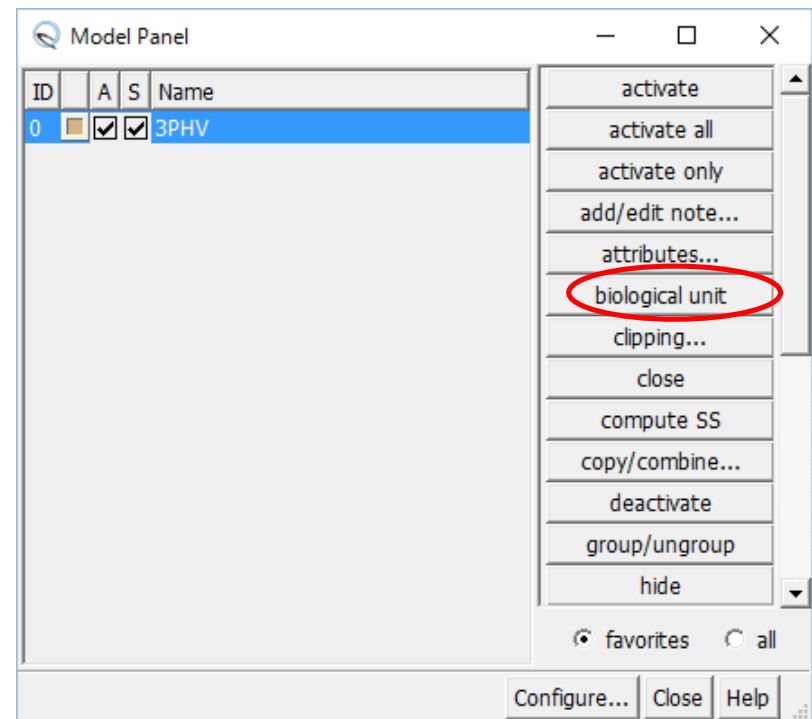 Model Panel
ID A S Name
0 3PHV
activate
activate all
activate only
add/edit note...
attributes...
biological unit
clipping...
close
compute SS
copy/combine...
deactivate
group/ungroup
hide
favorites all
Configure... Close Help